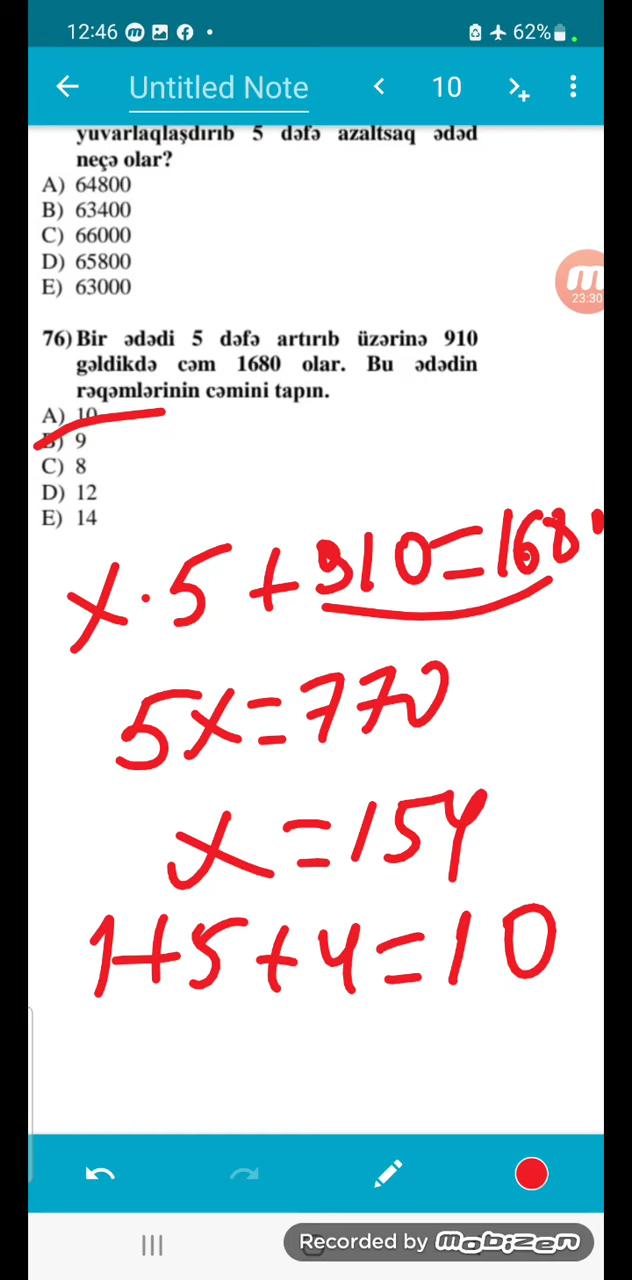 12:46
62%
Untitled Note
10
yuvarlaqlaşdırıb 5 dəfə azaltsaq ədəd
neçə olar?
A) 64800
B) 63400
C) 66000
D) 65800
E) 63000
23:30
76) Bir ədədi 5 dəfə artırıb üzərinə 910
gəldikdə cəm 1680 olar. Bu ədədin
rəqəmlərinin cəmini tapın.
A) 10
B) 9
C) 8
D) 12
E) 14
x·5+910=1680
5x=770
x=154
1+5+4=10
Recorded by mobizen